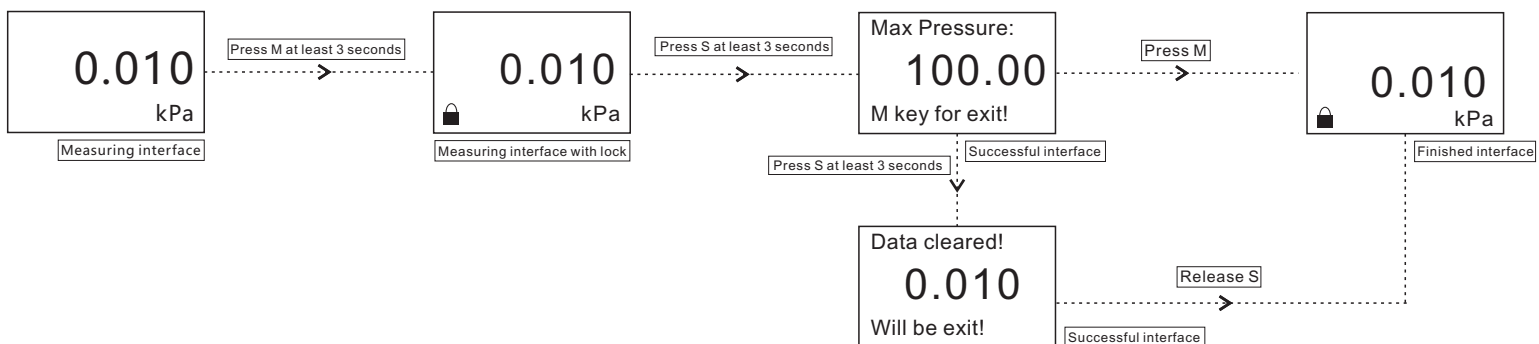 0.010
kPa
Measuring interface
Press M at least 3 seconds
0.010
kPa
Measuring interface with lock
Press S at least 3 seconds
Max Pressure:
100.00
M key for exit!
Successful interface
Press M
0.010
kPa
Finished interface
Press S at least 3 seconds
Data cleared!
0.010
Will be exit!
Successful interface
Release S